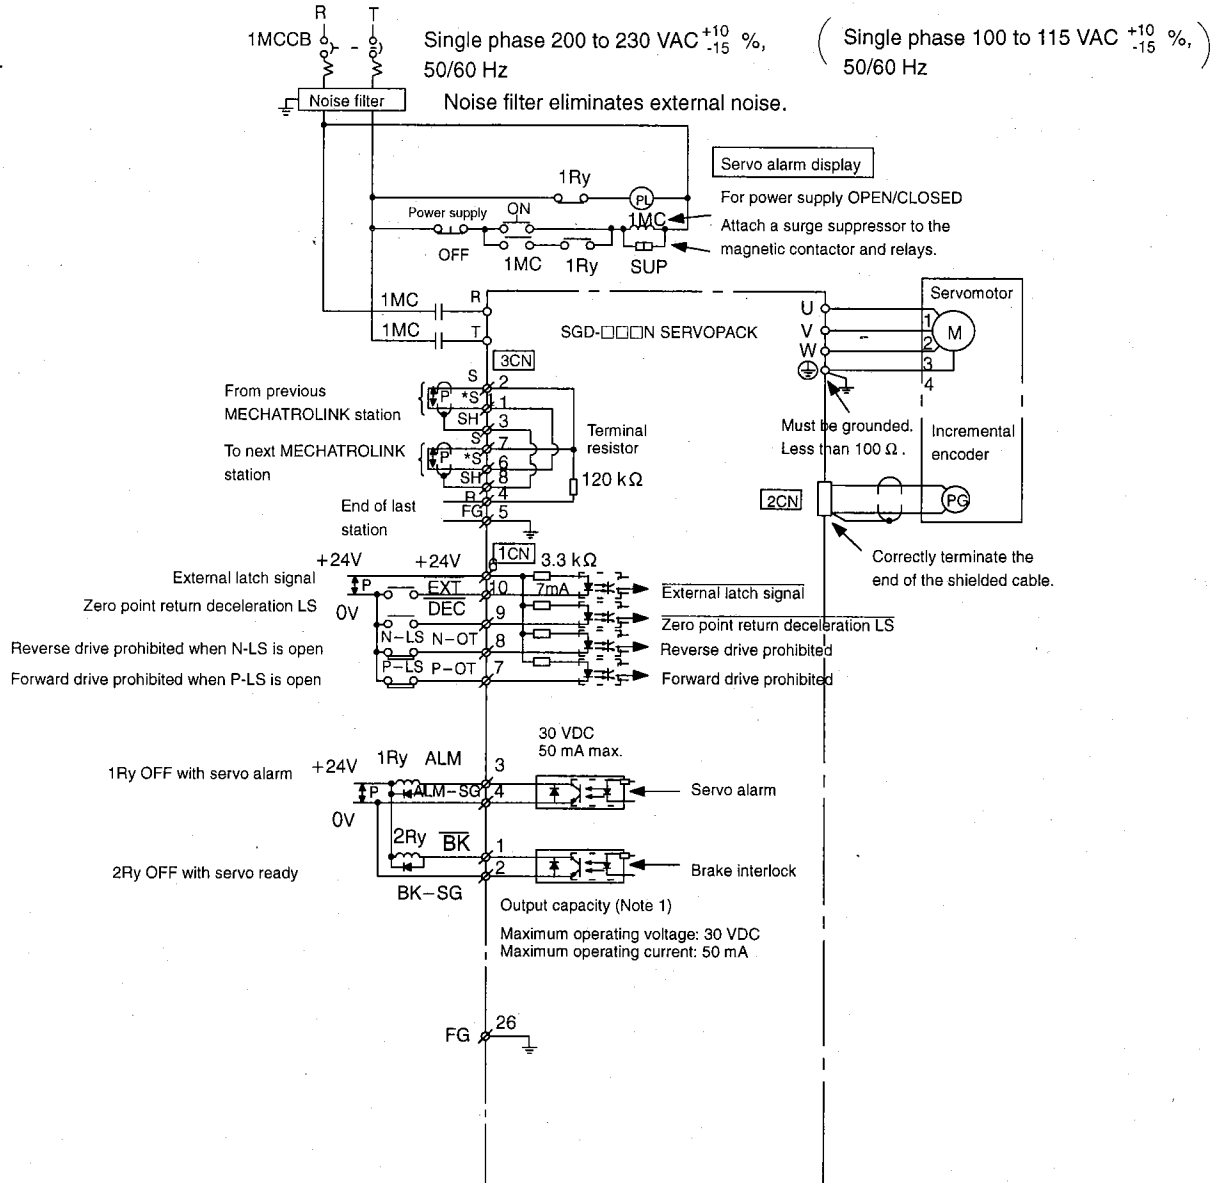 R T
1MCCB
Single phase 200 to 230 VAC +10 -15 %,
50/60 Hz
( Single phase 100 to 115 VAC +10 -15 %, )
50/60 Hz
Noise filter
Noise filter eliminates external noise.
Servo alarm display
1Ry
PL
For power supply OPEN/CLOSED
Power supply
ON
1MC
Attach a surge suppressor to the
magnetic contactor and relays.
OFF
1MC 1Ry SUP
1MC R
1MC T
SGD-□□□N SERVOPACK
U
V
W
Servomotor
M
1
2
3
4
3CN
From previous
MECHATROLINK station
P
S 2
*S 1
SH 3
To next MECHATROLINK
station
P
S 7
*S 6
SH 8
R 4
End of last
station
FG 5
Terminal
resistor
120 kΩ
Must be grounded.
Less than 100 Ω.
Incremental
encoder
2CN
PG
Correctly terminate the
end of the shielded cable.
1CN
+24V +24V 3.3 kΩ
External latch signal
P
EXT 10 7mA
External latch signal
Zero point return deceleration LS
0V
DEC 9
Zero point return deceleration LS
Reverse drive prohibited when N-LS is open
N-LS N-OT 8
Reverse drive prohibited
Forward drive prohibited when P-LS is open
P-LS P-OT 7
Forward drive prohibited
30 VDC
50 mA max.
1Ry OFF with servo alarm
+24V 1Ry ALM 3
P ALM-SG 4
Servo alarm
0V
2Ry BK 1
2RY OFF with servo ready
2
BK-SG
Brake interlock
Output capacity (Note 1)
Maximum operating voltage: 30 VDC
Maximum operating current: 50 mA
FG 26